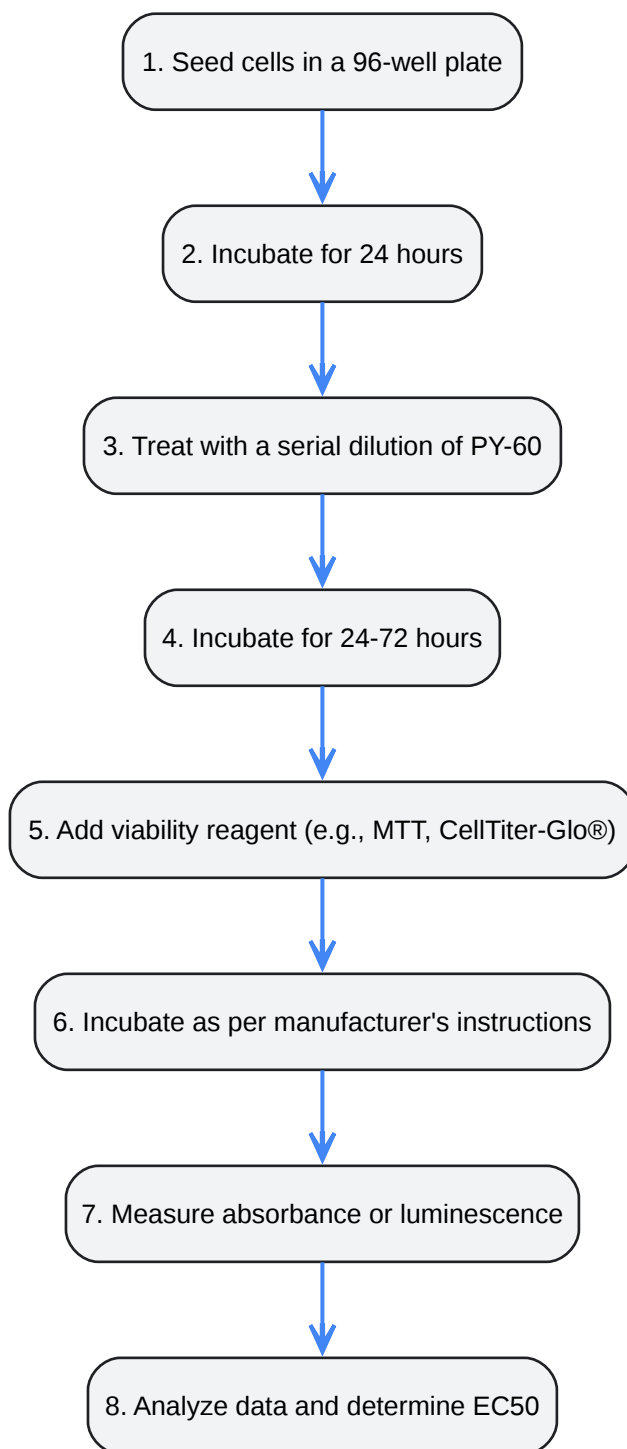 1. Seed cells in a 96-well plate
2. Incubate for 24 hours
3. Treat with a serial dilution of PY-60
4. Incubate for 24-72 hours
5. Add viability reagent (e.g., MTT, CellTiter-Glo®)
6. Incubate as per manufacturer's instructions
7. Measure absorbance or luminescence
8. Analyze data and determine EC50